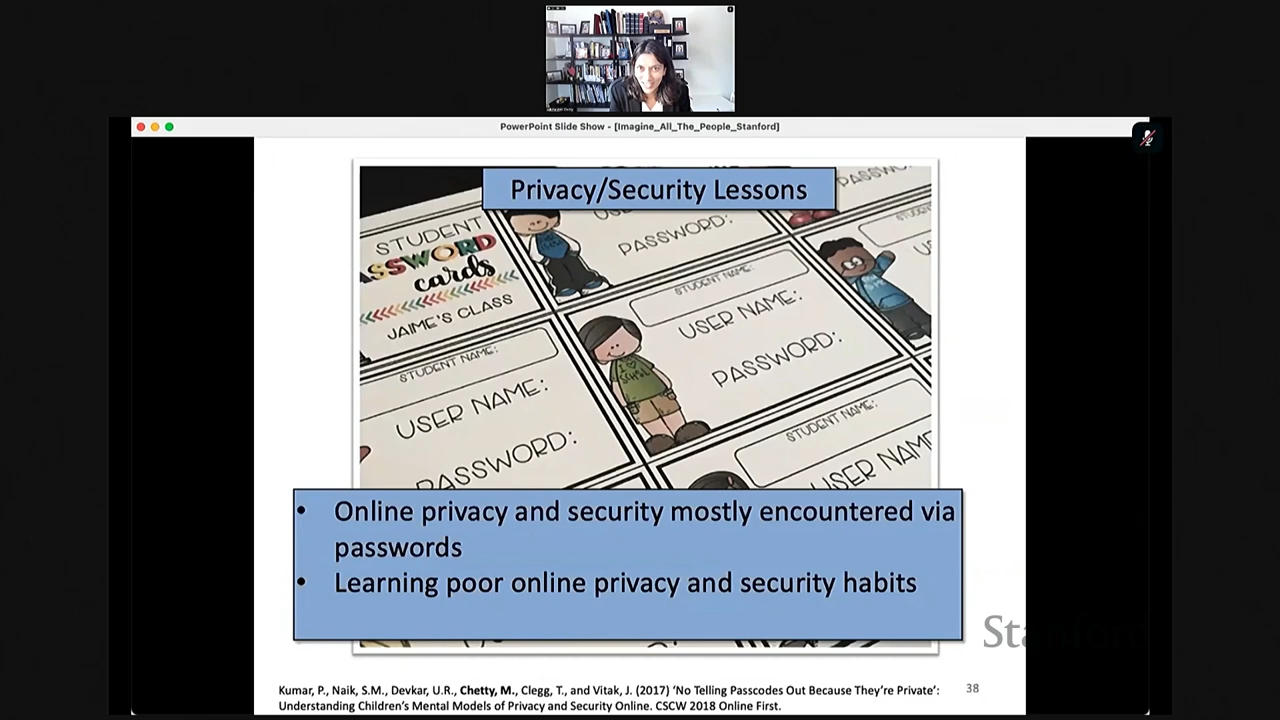 PowerPoint Slide Show - [Imagine_All_The_People_Stanford]
Privacy/Security Lessons
PASSWORD:
STUDENT
PASSWORD:
STUDENT NAME:
cards
USER NAME:
JAIME'S CLASS
PASSWORD:
STUDENT NAME:
I ♥ SCHOOL
USER NAME:
STUDENT NAME:
USER NAME
PASSWORD:
• Online privacy and security mostly encountered via
passwords
• Learning poor online privacy and security habits
Stanford
Kumar, P., Naik, S.M., Devkar, U.R., Chetty, M., Clegg, T., and Vitak, J. (2017) ‘No Telling Passcodes Out Because They’re Private’:
Understanding Children’s Mental Models of Privacy and Security Online. CSCW 2018 Online First.
38